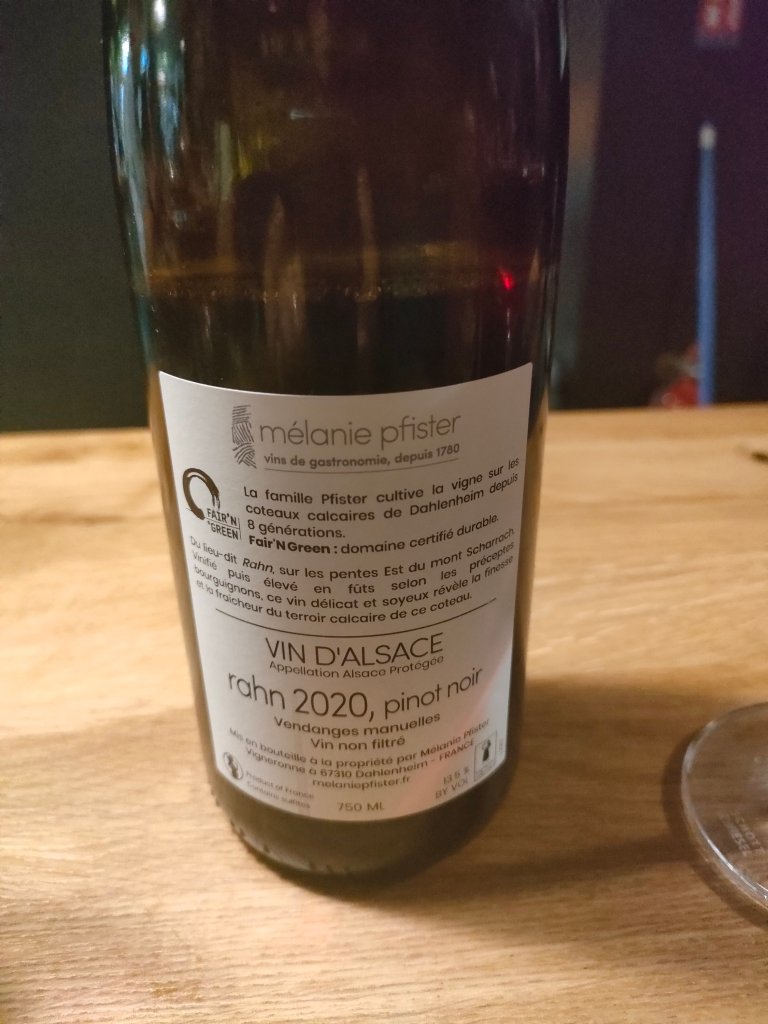 mélanie pfister
vins de gastronomie, depuis 1780
FAIR'N
GREEN
La famille Pfister cultive la vigne sur les
coteaux calcaires de Dahlenheim depuis
8 générations.
Fair'N Green : domaine certifié durable.
Du lieu-dit Rahn, sur les pentes Est du mont Scharrach.
Vinifié puis élevé en fûts selon les préceptes
bourguignons, ce vin délicat et soyeux révèle la finesse
et la fraicheur du terroir calcaire de ce coteau.
VIN D'ALSACE
Appellation Alsace Protégée
rahn 2020, pinot noir
Vendanges manuelles
Vin non filtré
Mis en bouteille à la propriété par Mélanie Pfister
Vigneronne à 67310 Dahlenheim - FRANCE
melaniepfister.fr
Product of France
Contains sulfites
750 ML
13.5 %
BY VOL